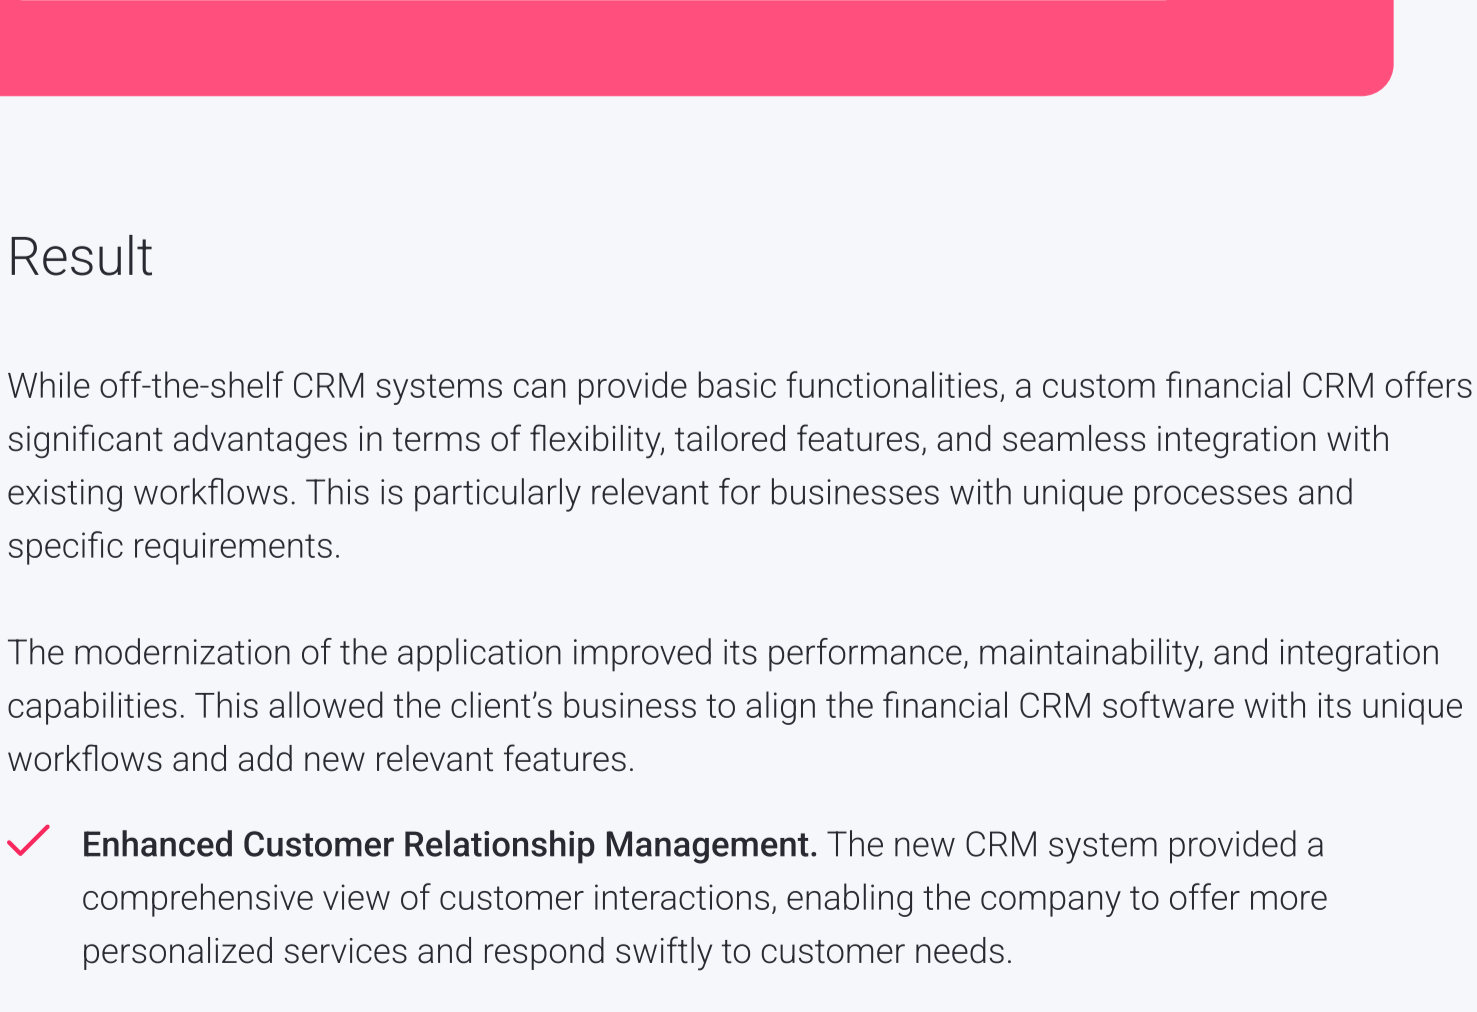 Result
While off-the-shelf CRM systems can provide basic functionalities, a custom financial CRM offers
significant advantages in terms of flexibility, tailored features, and seamless integration with
existing workflows. This is particularly relevant for businesses with unique processes and
specific requirements.
The modernization of the application improved its performance, maintainability, and integration
capabilities. This allowed the client’s business to align the financial CRM software with its unique
workflows and add new relevant features.
Enhanced Customer Relationship Management. The new CRM system provided a
comprehensive view of customer interactions, enabling the company to offer more
personalized services and respond swiftly to customer needs.